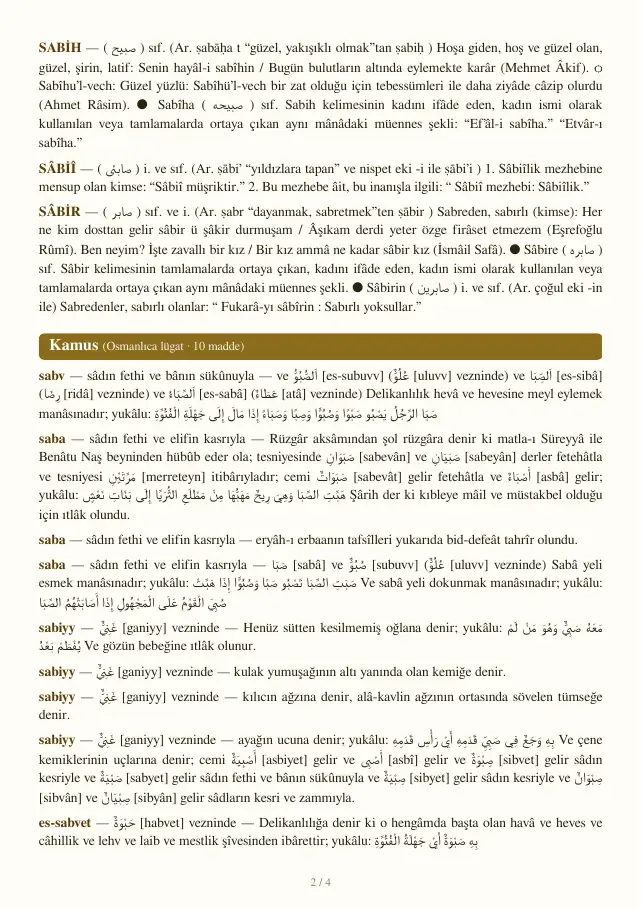 SABİH — ( صبيح ) sıf. (Ar. ṣabāḥa t “güzel, yakışıklı olmak”tan ṣabiḥ ) Hoşa giden, hoş ve güzel olan,
güzel, şirin, latif: Senin hayâl-i sabîhin / Bugün bulutların altında eylemekte karâr (Mehmet Âkif). ☼
Sabîhu’l-vech: Güzel yüzlü: Sabîhü’l-vech bir zat olduğu için tebessümleri ile daha ziyâde câzip olurdu
(Ahmet Râsim). ● Sabîha ( صبيحه ) sıf. Sabih kelimesinin kadını ifâde eden, kadın ismi olarak
kullanılan veya tamlamalarda ortaya çıkan aynı mânâdaki müennes şekli: “Ef’âl-i sabîha.” “Etvâr-ı
sabîha.”
SÂBİÎ — ( صابئى ) i. ve sıf. (Ar. ṣābі’ “yıldızlara tapan” ve nispet eki -i ile ṣābі’i ) 1. Sâbiîlik mezhebine
mensup olan kimse: “Sâbiî müşriktir.” 2. Bu mezhebe âit, bu inanışla ilgili: “ Sâbiî mezhebi: Sâbiîlik.”
SÂBİR — ( صابر ) sıf. ve i. (Ar. ṣabr “dayanmak, sabretmek”ten ṣābir ) Sabreden, sabırlı (kimse): Her
ne kim dosttan gelir sâbir ü şâkir durmuşam / Âşıkam derdi yeter özge firâset etmezem (Eşrefoğlu
Rûmî). Ben neyim? İşte zavallı bir kız / Bir kız ammâ ne kadar sâbir kız (İsmâil Safâ). ● Sâbire ( صابره )
sıf. Sâbir kelimesinin tamlamalarda ortaya çıkan, kadını ifâde eden, kadın ismi olarak kullanılan veya
tamlamalarda ortaya çıkan aynı mânâdaki müennes şekli. ● Sâbirin ( صابرين ) i. ve sıf. (Ar. çoğul eki -in
ile) Sabredenler, sabırlı olanlar: “ Fukarâ-yı sâbîrin : Sabırlı yoksullar.”
Kamus (Osmanlıca lügat · 10 madde)
sabv — sâdın fethi ve bânın sükûnuyla — ve اَلصُّبُوُّ [es-subuvv] (عُلُوٌّ [uluvv] vezninde) ve اَلصِّبَا [es-sibâ]
(رِضَا [ridâ] vezninde) ve اَلصَّبَاءُ [es-sabâ] (عَطَاءٌ [atâ] vezninde) Delikanlılık hevâ ve hevesine meyl eylemek
manâsınadır; yukâlu: صَبَا الرَّجُلُ يَصْبُو صَبْوًا وَصُبُوًّا وَصِبًا وَصَبَاءً إِذَا مَالَ إِلَى جَهْلَةِ الْفُتُوَّةِ
saba — sâdın fethi ve elifin kasrıyla — Rüzgâr aksâmından şol rüzgâra denir ki matla-ı Süreyyâ ile
Benâtu Naş beyninden hübûb eder ola; tesniyesinde صَبَوَانِ [sabevân] ve صَبَيَانِ [sabeyân] derler fetehâtla
ve tesniyesi مَرَّتَيْنِ [merreteyn] itibârıyladır; cemi صَبَوَاتٌ [sabevât] gelir fetehâtla ve أَصْبَاءٌ [asbâ] gelir;
yukâlu: هَبَّتِ الصَّبَا وَهِيَ رِيحٌ مَهَبُّهَا مِنْ مَطْلَعِ الثُّرَيَّا إِلَى بَنَاتِ نَعْشٍ Şârih der ki kıbleye mâil ve müstakbel olduğu
için ıtlâk olundu.
saba — sâdın fethi ve elifin kasrıyla — eryâh-ı erbaanın tafsîlleri yukarıda bid-defeât tahrîr olundu.
saba — sâdın fethi ve elifin kasrıyla — صَبَا [sabâ] ve صُبُوٌّ [subuvv] (عُلُوٌّ [uluvv] vezninde) Sabâ yeli
esmek manâsınadır; yukâlu: صَبَتِ الصَّبَا تَصْبُو صَبَا وَصُبُوًّا إِذَا هَبَّتْ Ve sabâ yeli dokunmak manâsınadır; yukâlu:
صُبِيَ الْقَوْمُ عَلَى الْمَجْهُولِ إِذَا أَصَابَتْهُمُ الصَّبَا
sabiyy — غَنِيٌّ [ganiyy] vezninde — Henüz sütten kesilmemiş oğlana denir; yukâlu: مَعَهُ صَبِيٌّ وَهُوَ مَنْ لَمْ
يُفْطَمْ بَعْدُ Ve gözün bebeğine ıtlâk olunur.
sabiyy — غَنِيٌّ [ganiyy] vezninde — kulak yumuşağının altı yanında olan kemiğe denir.
sabiyy — غَنِيٌّ [ganiyy] vezninde — kılıcın ağzına denir, alâ-kavlin ağzının ortasında sövelen tümseğe
denir.
sabiyy — غَنِيٌّ [ganiyy] vezninde — ayağın ucuna denir; yukâlu: بِهِ وَجَعٌ فِي صَبِيِّ قَدَمِهِ أَيْ رَأْسِ قَدَمِهِ Ve çene
kemiklerinin uçlarına denir; cemi أَصْبِيَةٌ [asbiyet] gelir ve أَصْبِى [asbî] gelir ve صِبْوَةٌ [sibvet] gelir sâdın
kesriyle ve صَبْيَةٌ [sabyet] gelir sâdın fethi ve bânın sükûnuyla ve صِبْيَةٌ [sibyet] gelir sâdın kesriyle ve صِبْوَانٌ
[sibvân] ve صِبْيَانٌ [sibyân] gelir sâdların kesri ve zammıyla.
es-sabvet — حَبْوَةٌ [habvet] vezninde — Delikanlılığa denir ki o hengâmda başta olan havâ ve heves ve
câhillik ve lehv ve laib ve mestlik şîvesinden ibârettir; yukâlu: بِهِ صَبْوَةٌ أَيْ جَهْلَةُ الْفُتُوَّةِ
2 / 4